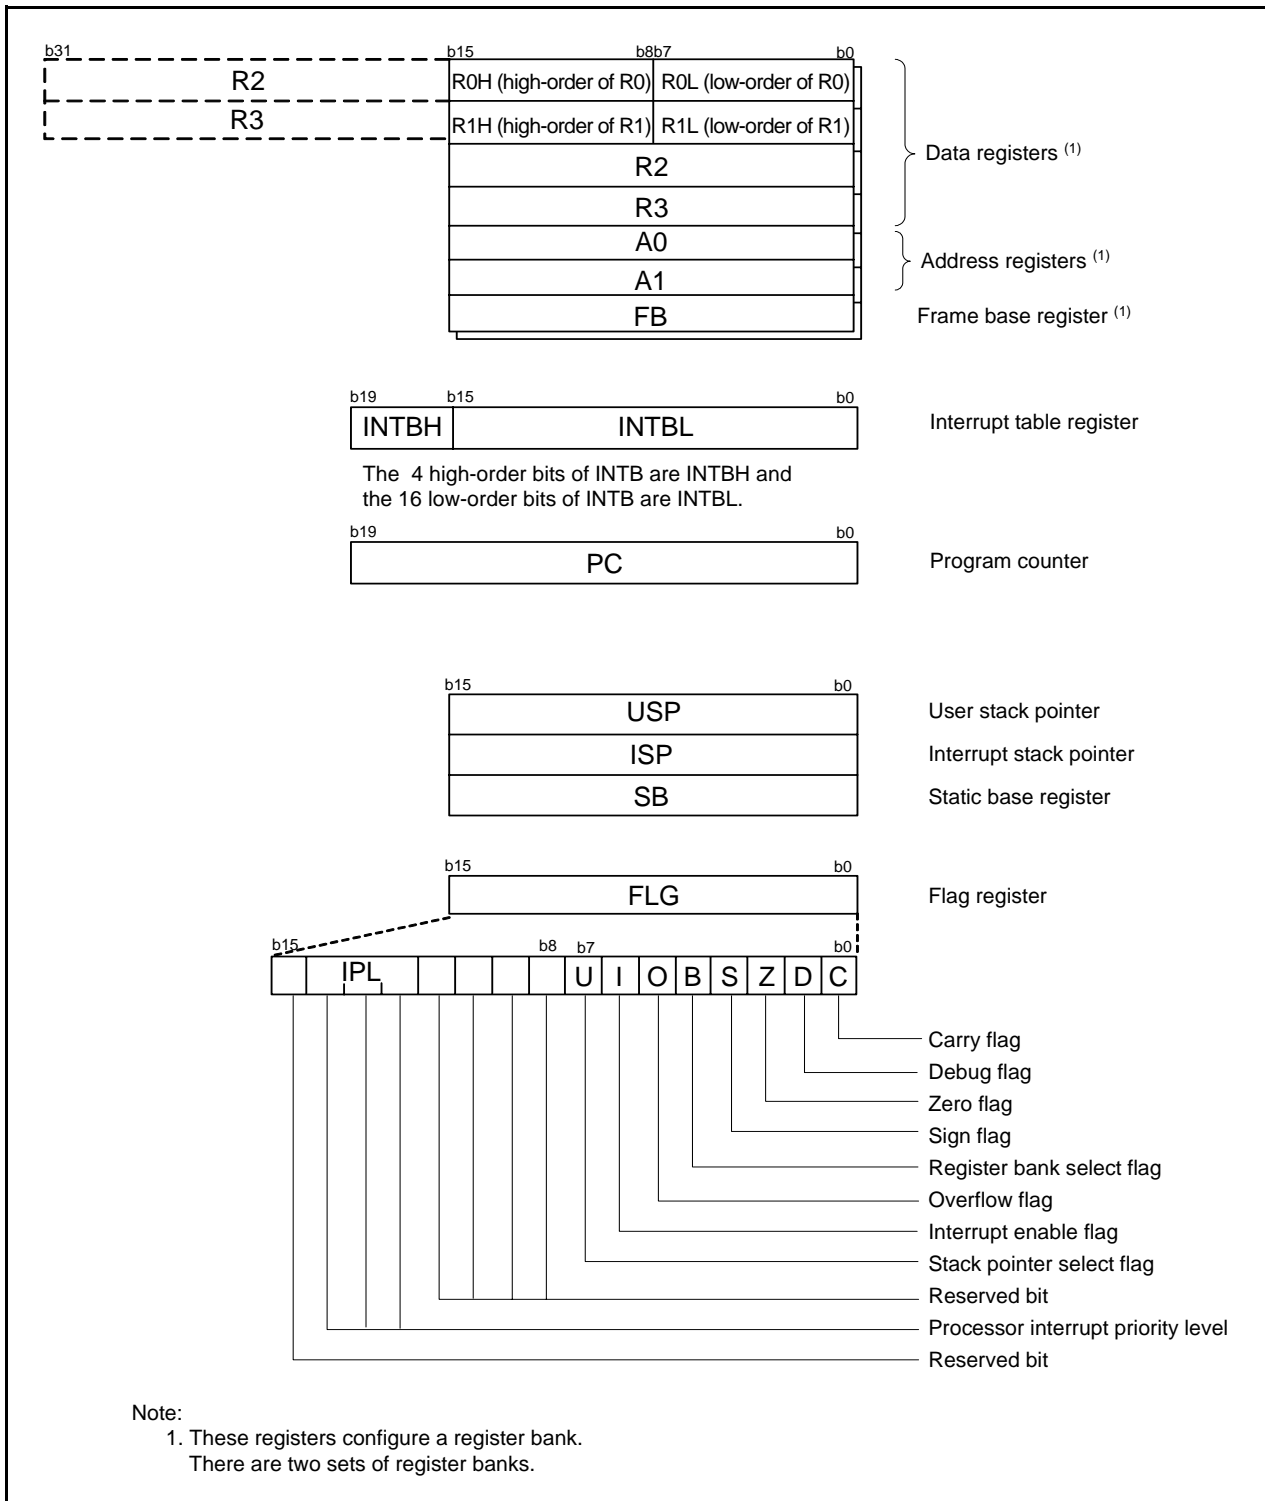 b31 b15 b8b7 b0
R2 R0H (high-order of R0) R0L (low-order of R0)
R3 R1H (high-order of R1) R1L (low-order of R1)
Data registers (1)
R2
R3
A0
Address registers (1)
A1
FB Frame base register (1)
b19 b15 b0
INTBH INTBL Interrupt table register
The 4 high-order bits of INTB are INTBH and
the 16 low-order bits of INTB are INTBL.
b19 b0
PC Program counter
b15 b0
USP User stack pointer
ISP Interrupt stack pointer
SB Static base register
b15 b0
FLG Flag register
b15 b8 b7 b0
IPL U I O B S Z D C
Carry flag
Debug flag
Zero flag
Sign flag
Register bank select flag
Overflow flag
Interrupt enable flag
Stack pointer select flag
Reserved bit
Processor interrupt priority level
Reserved bit
Note:
1. These registers configure a register bank.
There are two sets of register banks.